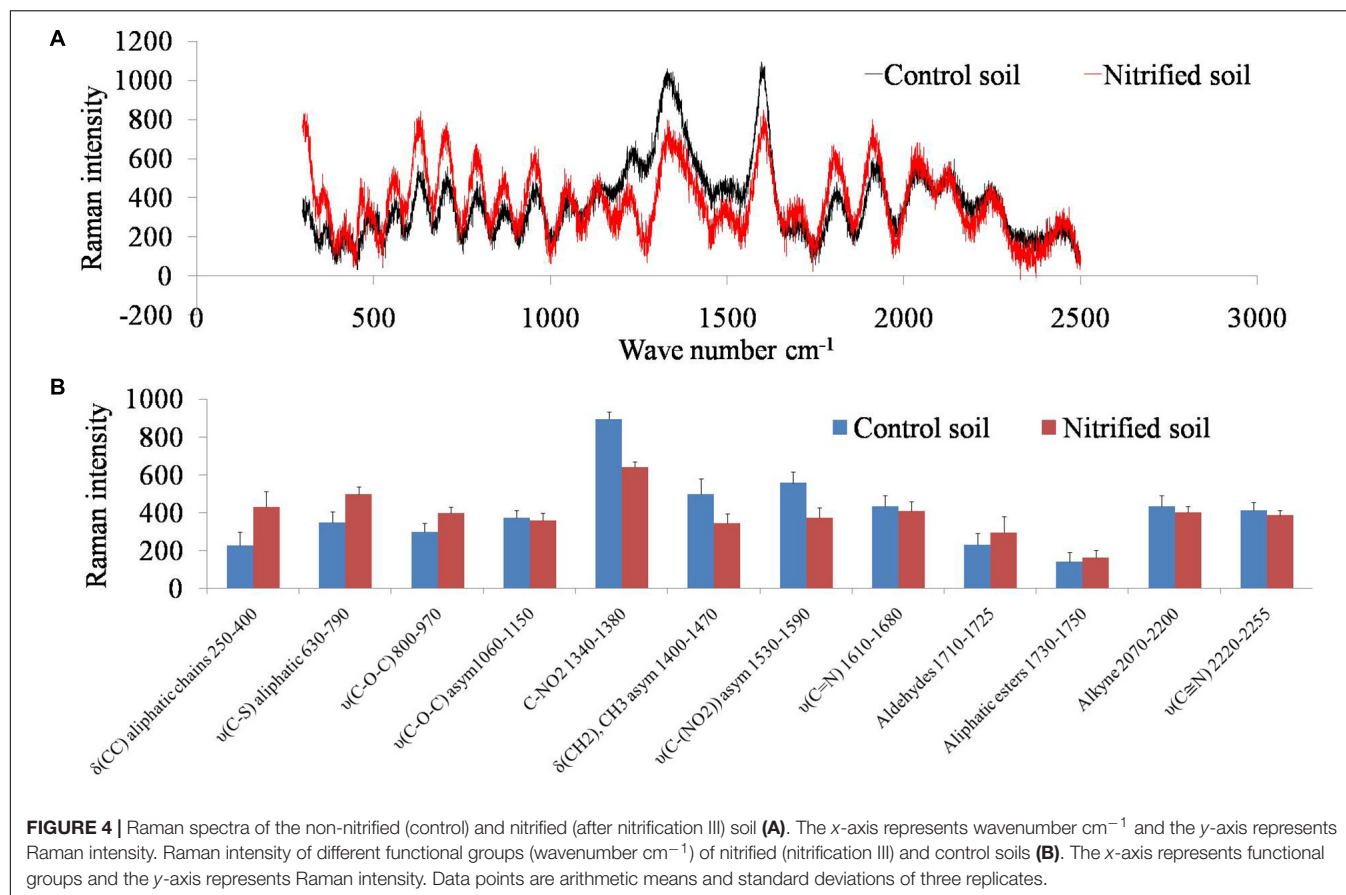 A
1200
1000
800
600
400
200
0
-200
Raman intensity
Control soil
Nitrified soil
0 500 1000 1500 2000 2500 3000
Wave number cm-1
B
1000
800
600
400
200
0
Raman intensity
Control soil
Nitrified soil
δ(CC) aliphatic chains 250-400
υ(C-S) aliphatic 630-790
υ(C-O-C) 800-970
υ(C-O-C) asym1060-1150
C-NO2 1340-1380
δ(CH2), CH3 asym 1400-1470
υ(C-(NO2)) asym 1530-1590
υ(C=N) 1610-1680
Aldehydes 1710-1725
Aliphatic esters 1730-1750
Alkyne 2070-2200
υ(C≡N) 2220-2255
FIGURE 4 | Raman spectra of the non-nitrified (control) and nitrified (after nitrification III) soil (A). The x-axis represents wavenumber cm−1 and the y-axis represents
Raman intensity. Raman intensity of different functional groups (wavenumber cm−1) of nitrified (nitrification III) and control soils (B). The x-axis represents functional
groups and the y-axis represents Raman intensity. Data points are arithmetic means and standard deviations of three replicates.